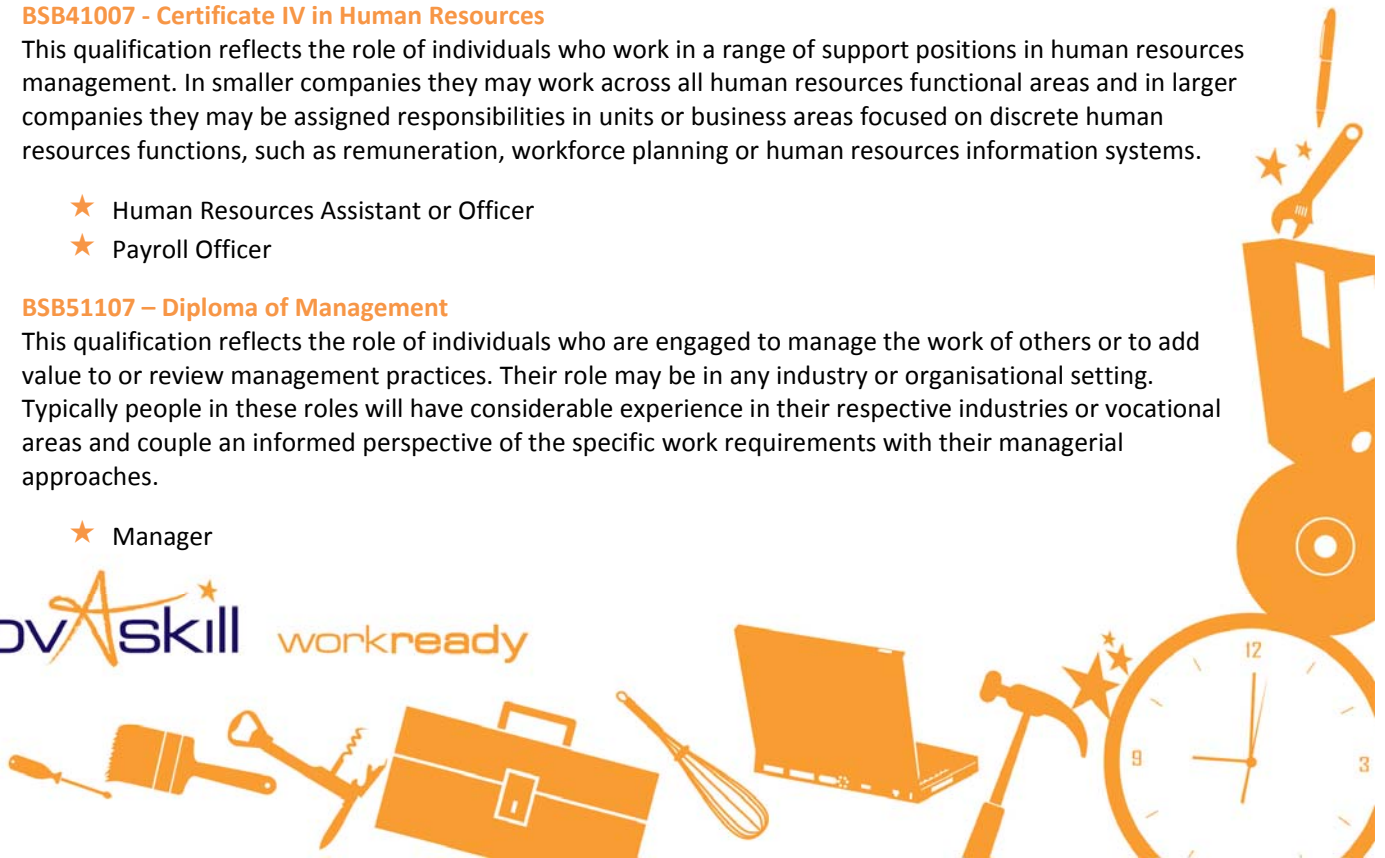 BSB41007 - Certificate IV in Human Resources
This qualification reflects the role of individuals who work in a range of support positions in human resources
management. In smaller companies they may work across all human resources functional areas and in larger
companies they may be assigned responsibilities in units or business areas focused on discrete human
resources functions, such as remuneration, workforce planning or human resources information systems.
Human Resources Assistant or Officer
Payroll Officer
BSB51107 – Diploma of Management
This qualification reflects the role of individuals who are engaged to manage the work of others or to add
value to or review management practices. Their role may be in any industry or organisational setting.
Typically people in these roles will have considerable experience in their respective industries or vocational
areas and couple an informed perspective of the specific work requirements with their managerial
approaches.
Manager
ovAskill workready
12
9
3